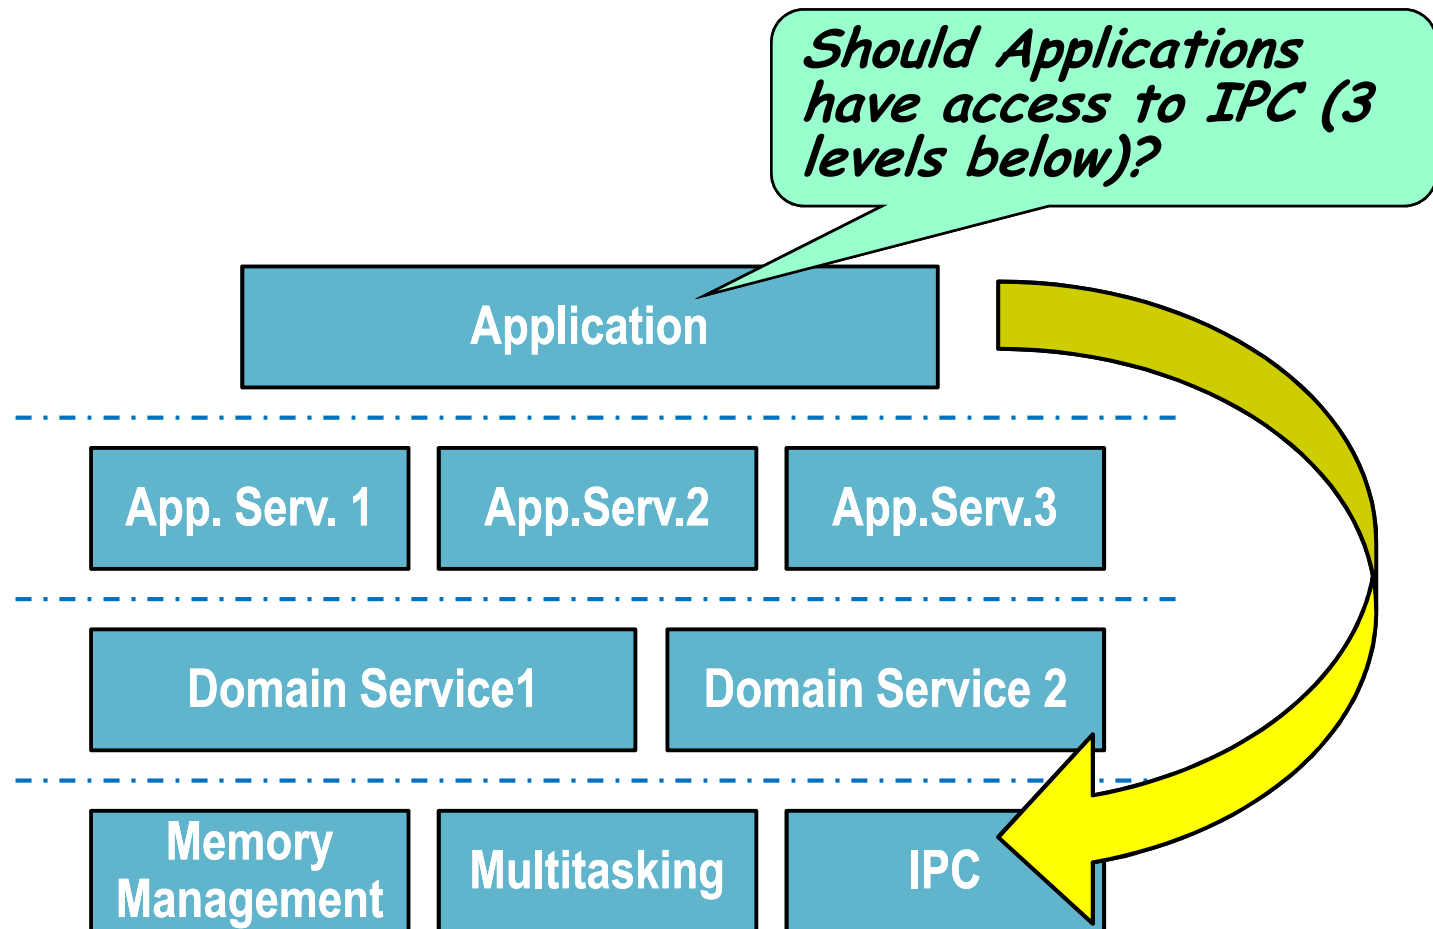 Should Applications
have access to IPC (3
levels below)?
Application
App. Serv. 1
App.Serv.2
App.Serv.3
Domain Service1
Domain Service 2
Memory
Management
Multitasking
IPC